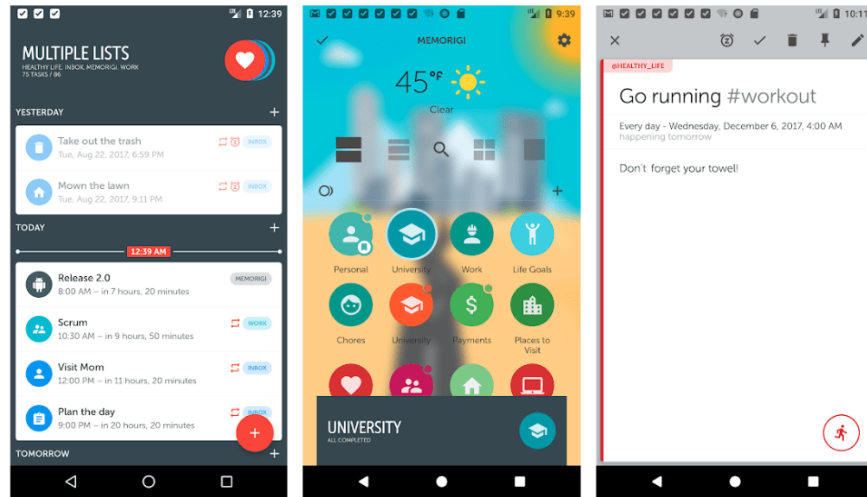 12:39
MULTIPLE LISTS
HEALTHY LIFE, INBOX, MEMORIGI, WORK
75 TASKS / 86
YESTERDAY
Take out the trash
Tue, Aug 22, 2017, 6:59 PM
INBOX
Mown the lawn
Tue, Aug 22, 2017, 9:11 PM
INBOX
TODAY
12:39 AM
Release 2.0
8:00 AM – in 7 hours, 20 minutes
MEMORIGI
Scrum
10:30 AM – in 9 hours, 50 minutes
WORK
Visit Mom
12:00 PM – in 11 hours, 20 minutes
INBOX
Plan the day
9:00 PM – in 20 hours, 20 minutes
INBOX
TOMORROW
9:39
MEMORIGI
45°F
Clear
Personal University Work Life Goals
Chores University Payments Places to
Visit
UNIVERSITY
ALL COMPLETED
10:11
@HEALTHY_LIFE
Go running #workout
Every day - Wednesday, December 6, 2017, 4:00 AM
happening tomorrow
Don't forget your towel!